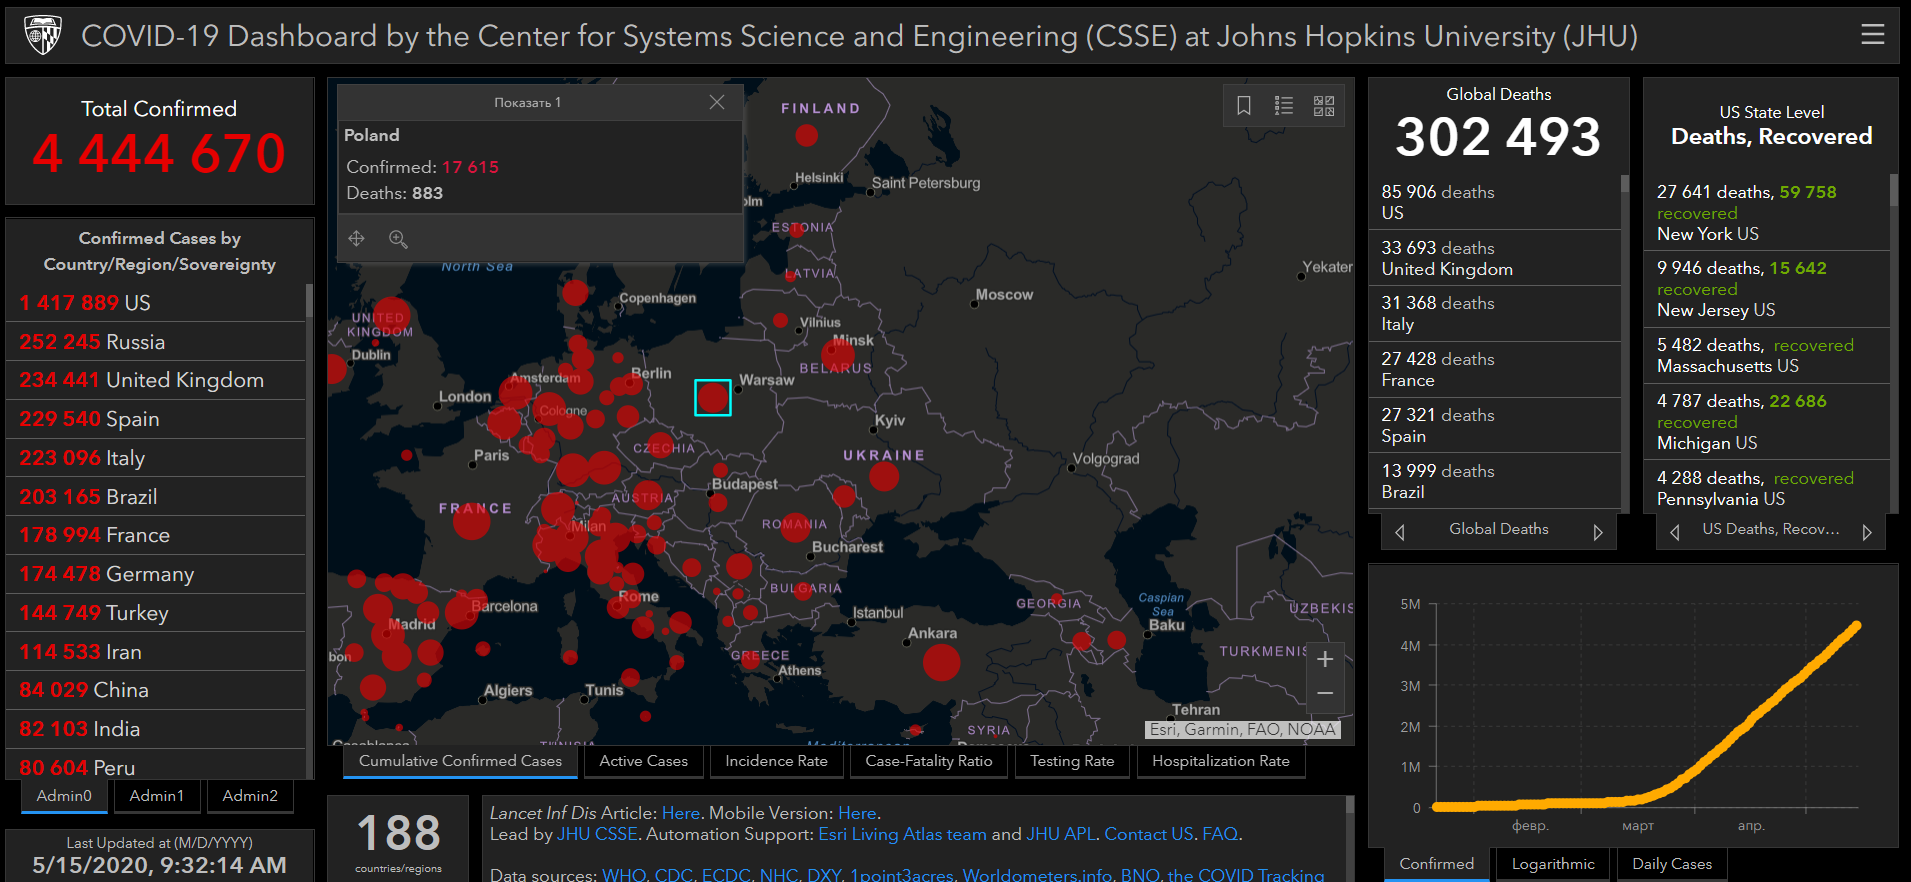 COVID-19 Dashboard by the Center for Systems Science and Engineering (CSSE) at Johns Hopkins University (JHU)
Total Confirmed
4 444 670
Confirmed Cases by
Country/Region/Sovereignty
1 417 889 US
252 245 Russia
234 441 United Kingdom
229 540 Spain
223 096 Italy
203 165 Brazil
178 994 France
174 478 Germany
144 749 Turkey
114 533 Iran
84 029 China
82 103 India
80 604 Peru
Admin0
Admin1
Admin2
Last Updated at (M/D/YYYY)
5/15/2020, 9:32:14 AM
Показать 1
Poland
Confirmed: 17 615
Deaths: 883
FINLAND
Helsinki
Saint Petersburg
olm
ESTONIA
North Sea
LATVIA
Yekater
Copenhagen
Moscow
UNITED
KINGDOM
Vilnius
Minsk
Dublin
BELARUS
Berlin
Amsterdam
Warsaw
London
Cologne
Kyiv
CZECHIA
Paris
UKRAINE
Volgograd
Budapest
AUSTRIA
FRANCE
Milan
ROMANIA
Bucharest
BULGARIA
Rome
Barcelona
Istanbul
GEORGIA
Caspian
Sea
UZBEKIS
Madrid
Ankara
Baku
bon
GREECE
Athens
TURKMENIS
Algiers
Tunis
Tehran
SYRIA
Esri, Garmin, FAO, NOAA
Casablanca
TUNISIA
Mediterranean
Damascus
Cumulative Confirmed Cases
Active Cases
Incidence Rate
Case-Fatality Ratio
Testing Rate
Hospitalization Rate
188
countries/regions
Lancet Inf Dis Article: Here. Mobile Version: Here.
Lead by JHU CSSE. Automation Support: Esri Living Atlas team and JHU APL. Contact US. FAQ.
Data sources: WHO, CDC, ECDC, NHC, DXY, 1point3acres, Worldometers.info, BNO, the COVID Tracking
Global Deaths
302 493
85 906 deaths
US
33 693 deaths
United Kingdom
31 368 deaths
Italy
27 428 deaths
France
27 321 deaths
Spain
13 999 deaths
Brazil
Global Deaths
US State Level
Deaths, Recovered
27 641 deaths, 59 758
recovered
New York US
9 946 deaths, 15 642
recovered
New Jersey US
5 482 deaths, recovered
Massachusetts US
4 787 deaths, 22 686
recovered
Michigan US
4 288 deaths, recovered
Pennsylvania US
US Deaths, Recov...
5M
4M
3M
2M
1M
0
февр.
март
апр.
Confirmed
Logarithmic
Daily Cases